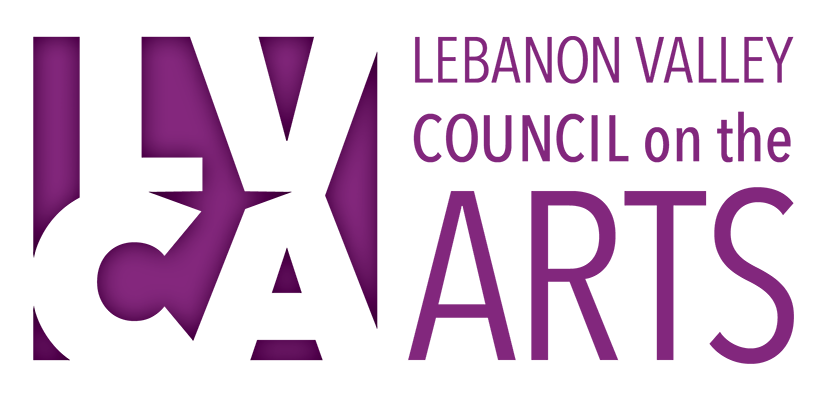 LV
CA
LEBANON VALLEY
COUNCIL on the
ARTS